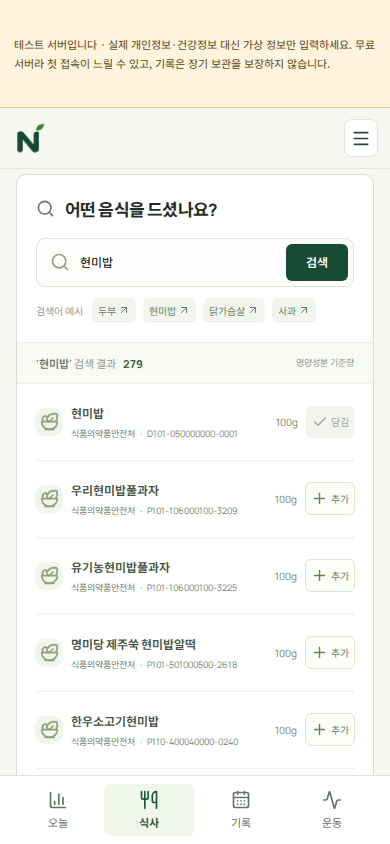 테스트 서버입니다 · 실제 개인정보·건강정보 대신 가상 정보만 입력하세요. 무료
서버라 첫 접속이 느릴 수 있고, 기록은 장기 보관을 보장하지 않습니다.
N
어떤 음식을 드셨나요?
현미밥 검색
검색어 예시 두부 현미밥 닭가슴살 사과
'현미밥' 검색 결과 279 영양성분 기준량
현미밥
식품의약품안전처 · D101-050000000-0001
100g 담김
우리현미밥풀과자
식품의약품안전처 · P101-106000100-3209
100g 추가
유기농현미밥풀과자
식품의약품안전처 · P101-106000100-3225
100g 추가
명미당 제주쑥 현미밥알떡
식품의약품안전처 · P101-501000500-2618
100g 추가
한우소고기현미밥
식품의약품안전처 · P110-400040000-0240
100g 추가
오늘 식사 기록 운동